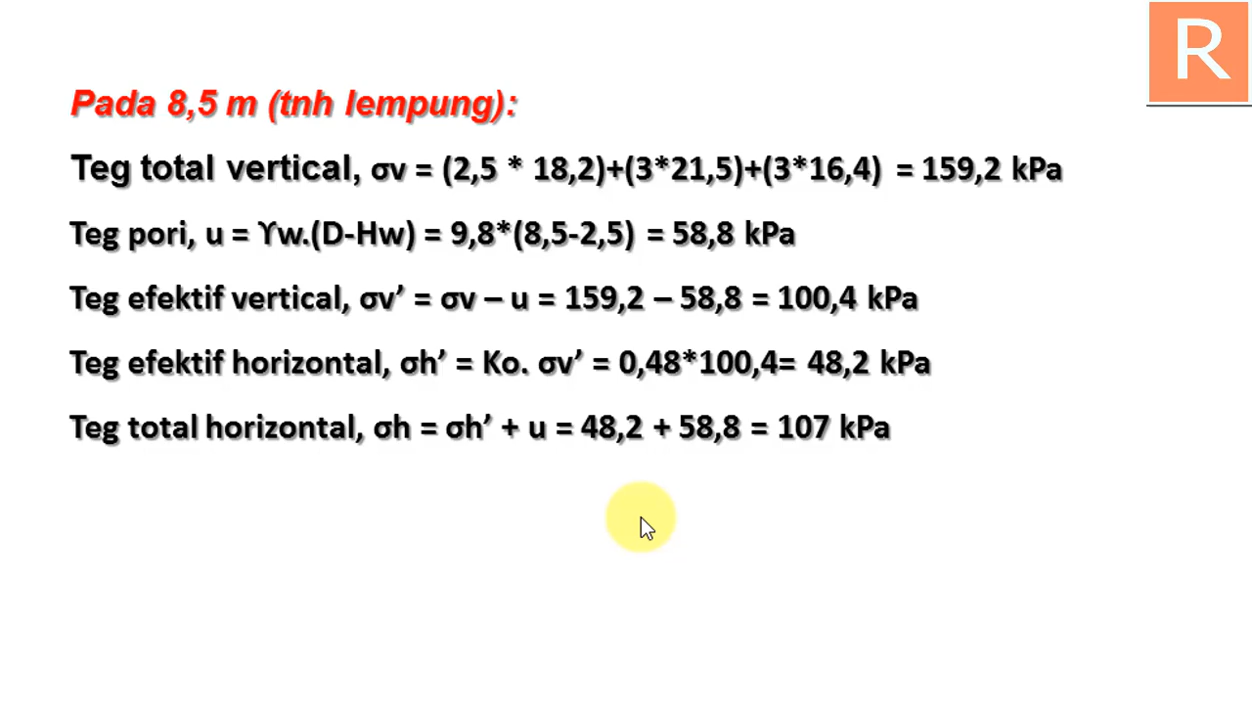 R
Pada 8,5 m (tnh lempung):
Teg total vertical, σv = (2,5 * 18,2)+(3*21,5)+(3*16,4) = 159,2 kPa
Teg pori, u = ϒw.(D-Hw) = 9,8*(8,5-2,5) = 58,8 kPa
Teg efektif vertical, σv’ = σv – u = 159,2 – 58,8 = 100,4 kPa
Teg efektif horizontal, σh’ = Ko. σv’ = 0,48*100,4= 48,2 kPa
Teg total horizontal, σh = σh’ + u = 48,2 + 58,8 = 107 kPa